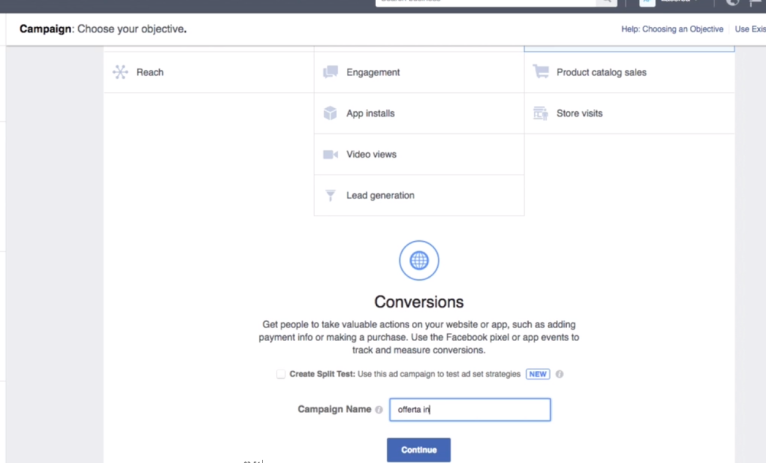 Campaign: Choose your objective.
Help: Choosing an Objective
Reach
Engagement
Product catalog sales
App installs
Store visits
Video views
Lead generation
Conversions
Get people to take valuable actions on your website or app, such as adding
payment info or making a purchase. Use the Facebook pixel or app events to
track and measure conversions.
Create Split Test: Use this ad campaign to test ad set strategies NEW
Campaign Name offerta in
Continue